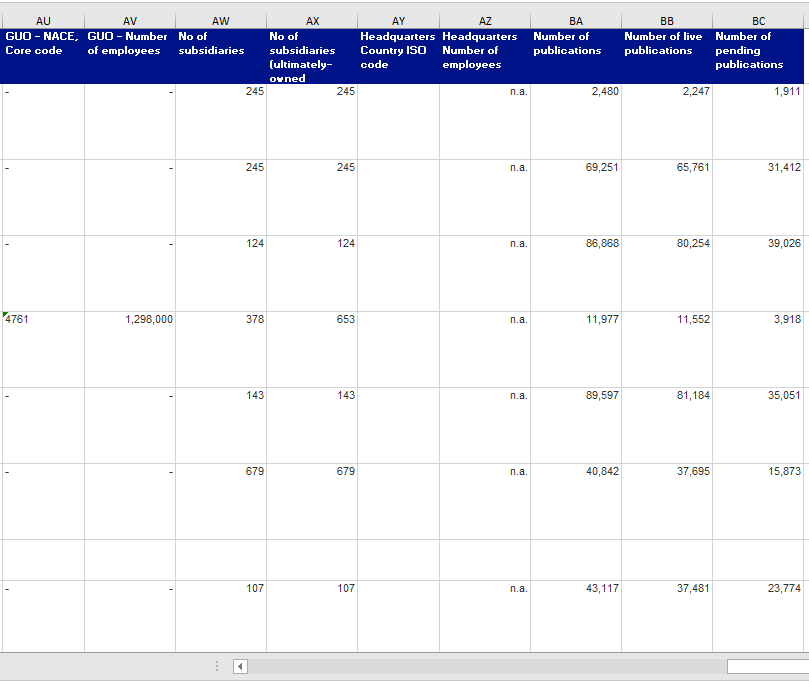 AU AV AW AX AY AZ BA BB BC
GUO - NACE, Core code GUO - Number of employees No of subsidiaries No of subsidiaries (ultimately- owned Headquarters Country ISO code Headquarters Number of employees Number of publications Number of live publications Number of pending publications
- - 245 245 n.a. 2,480 2,247 1,911
- - 245 245 n.a. 69,251 65,761 31,412
- - 124 124 n.a. 86,868 80,254 39,026
4761 1,298,000 378 653 n.a. 11,977 11,552 3,918
- - 143 143 n.a. 89,597 81,184 35,051
- - 679 679 n.a. 40,842 37,695 15,873
- - 107 107 n.a. 43,117 37,481 23,774